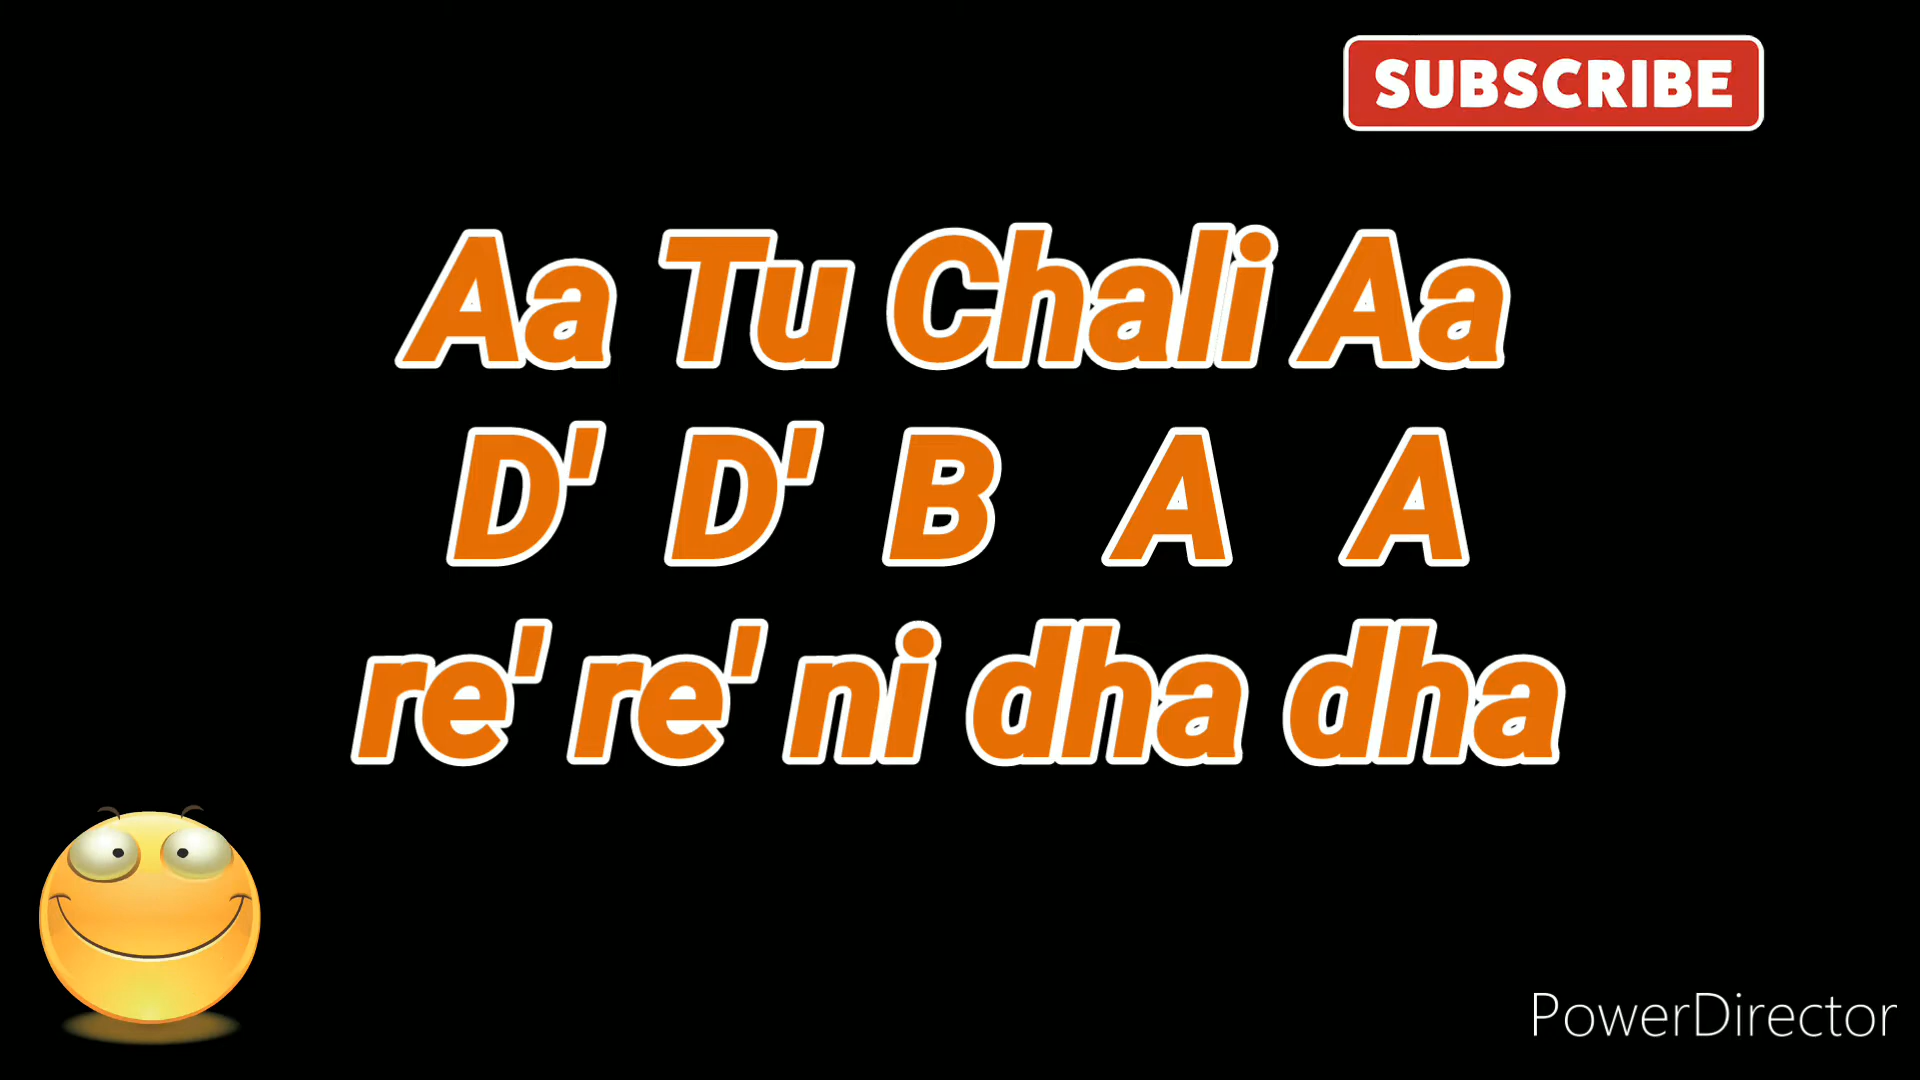 SUBSCRIBE
Aa Tu Chali Aa
D' D' B A A
re' re' ni dha dha
PowerDirector